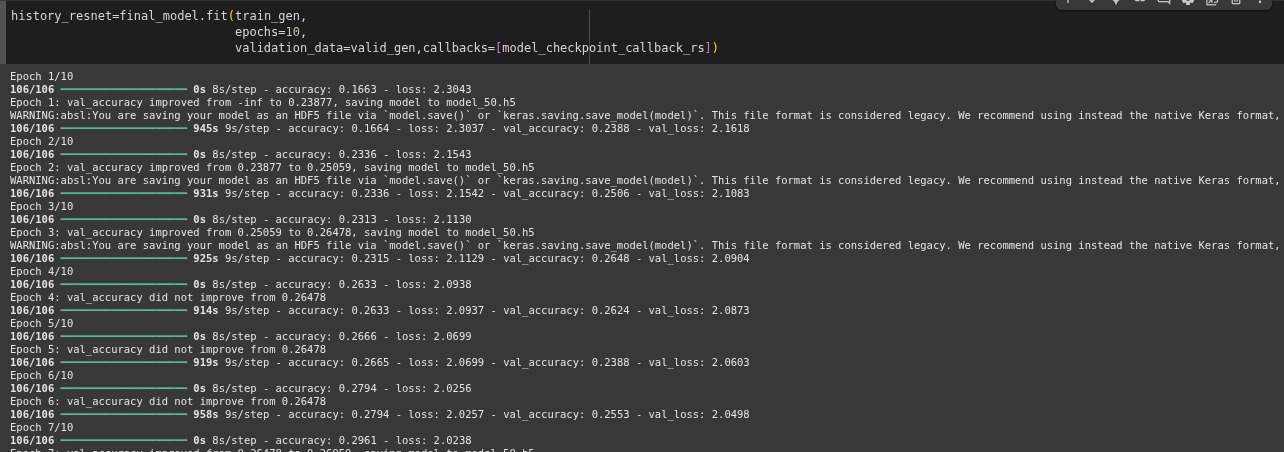 history_resnet=final_model.fit(train_gen,
epochs=10,
validation_data=valid_gen,callbacks=[model_checkpoint_callback_rs])
Epoch 1/10
106/106 ━━━━━━━━━━━━━━━━━━━━ 0s 8s/step - accuracy: 0.1663 - loss: 2.3043
Epoch 1: val_accuracy improved from -inf to 0.23877, saving model to model_50.h5
WARNING:absl:You are saving your model as an HDF5 file via `model.save()` or `keras.saving.save_model(model)`. This file format is considered legacy. We recommend using instead the native Keras format,
106/106 ━━━━━━━━━━━━━━━━━━━━ 945s 9s/step - accuracy: 0.1664 - loss: 2.3037 - val_accuracy: 0.2388 - val_loss: 2.1618
Epoch 2/10
106/106 ━━━━━━━━━━━━━━━━━━━━ 0s 8s/step - accuracy: 0.2336 - loss: 2.1543
Epoch 2: val_accuracy improved from 0.23877 to 0.25059, saving model to model_50.h5
WARNING:absl:You are saving your model as an HDF5 file via `model.save()` or `keras.saving.save_model(model)`. This file format is considered legacy. We recommend using instead the native Keras format,
106/106 ━━━━━━━━━━━━━━━━━━━━ 931s 9s/step - accuracy: 0.2336 - loss: 2.1542 - val_accuracy: 0.2506 - val_loss: 2.1083
Epoch 3/10
106/106 ━━━━━━━━━━━━━━━━━━━━ 0s 8s/step - accuracy: 0.2313 - loss: 2.1130
Epoch 3: val_accuracy improved from 0.25059 to 0.26478, saving model to model_50.h5
WARNING:absl:You are saving your model as an HDF5 file via `model.save()` or `keras.saving.save_model(model)`. This file format is considered legacy. We recommend using instead the native Keras format,
106/106 ━━━━━━━━━━━━━━━━━━━━ 925s 9s/step - accuracy: 0.2315 - loss: 2.1129 - val_accuracy: 0.2648 - val_loss: 2.0904
Epoch 4/10
106/106 ━━━━━━━━━━━━━━━━━━━━ 0s 8s/step - accuracy: 0.2633 - loss: 2.0938
Epoch 4: val_accuracy did not improve from 0.26478
106/106 ━━━━━━━━━━━━━━━━━━━━ 914s 9s/step - accuracy: 0.2633 - loss: 2.0937 - val_accuracy: 0.2624 - val_loss: 2.0873
Epoch 5/10
106/106 ━━━━━━━━━━━━━━━━━━━━ 0s 8s/step - accuracy: 0.2666 - loss: 2.0699
Epoch 5: val_accuracy did not improve from 0.26478
106/106 ━━━━━━━━━━━━━━━━━━━━ 919s 9s/step - accuracy: 0.2665 - loss: 2.0699 - val_accuracy: 0.2388 - val_loss: 2.0603
Epoch 6/10
106/106 ━━━━━━━━━━━━━━━━━━━━ 0s 8s/step - accuracy: 0.2794 - loss: 2.0256
Epoch 6: val_accuracy did not improve from 0.26478
106/106 ━━━━━━━━━━━━━━━━━━━━ 958s 9s/step - accuracy: 0.2794 - loss: 2.0257 - val_accuracy: 0.2553 - val_loss: 2.0498
Epoch 7/10
106/106 ━━━━━━━━━━━━━━━━━━━━ 0s 8s/step - accuracy: 0.2961 - loss: 2.0238